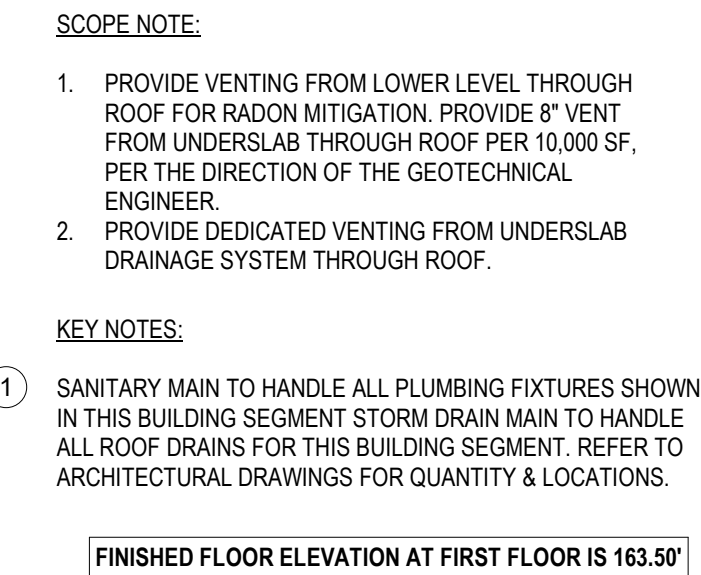 SCOPE NOTE:
1. PROVIDE VENTING FROM LOWER LEVEL THROUGH
ROOF FOR RADON MITIGATION. PROVIDE 8" VENT
FROM UNDERSLAB THROUGH ROOF PER 10,000 SF,
PER THE DIRECTION OF THE GEOTECHNICAL
ENGINEER.
2. PROVIDE DEDICATED VENTING FROM UNDERSLAB
DRAINAGE SYSTEM THROUGH ROOF.
KEY NOTES:
1 SANITARY MAIN TO HANDLE ALL PLUMBING FIXTURES SHOWN
IN THIS BUILDING SEGMENT STORM DRAIN MAIN TO HANDLE
ALL ROOF DRAINS FOR THIS BUILDING SEGMENT. REFER TO
ARCHITECTURAL DRAWINGS FOR QUANTITY & LOCATIONS.
FINISHED FLOOR ELEVATION AT FIRST FLOOR IS 163.50'